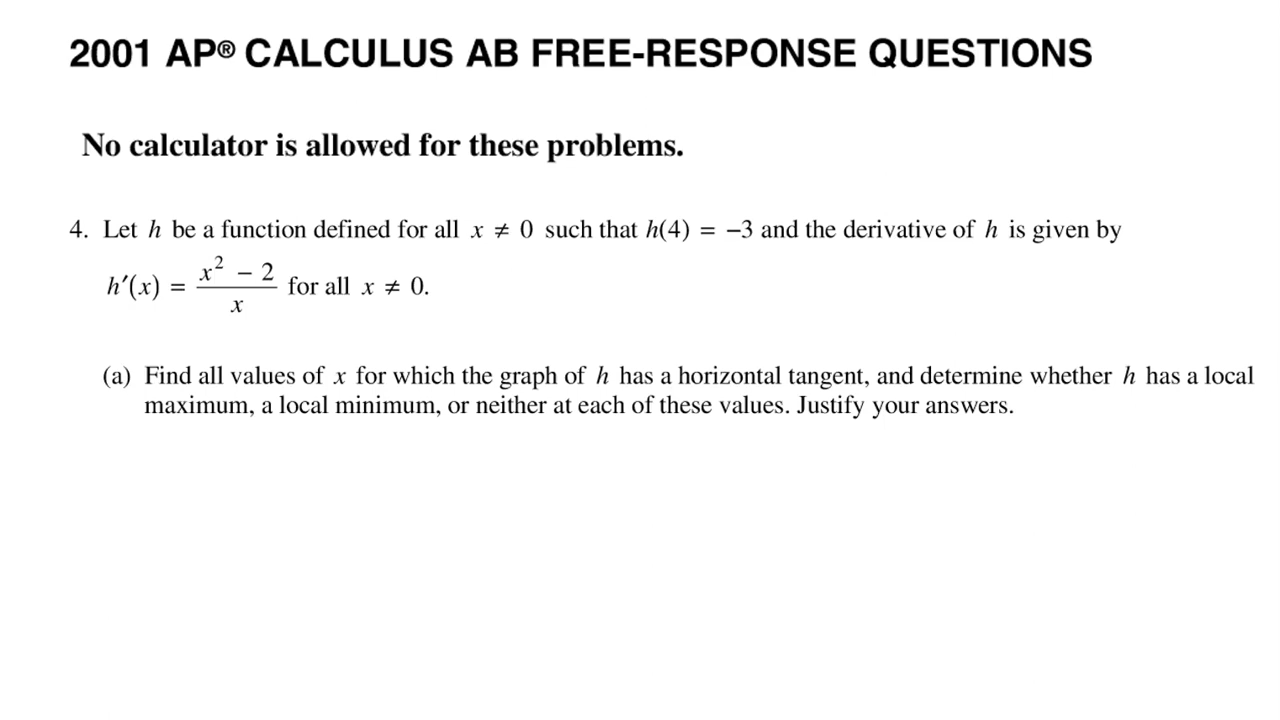 2001 AP® CALCULUS AB FREE-RESPONSE QUESTIONS
No calculator is allowed for these problems.
4. Let h be a function defined for all x ≠ 0 such that h(4) = −3 and the derivative of h is given by
h′(x) = (x² − 2)/x for all x ≠ 0.
(a) Find all values of x for which the graph of h has a horizontal tangent, and determine whether h has a local
maximum, a local minimum, or neither at each of these values. Justify your answers.